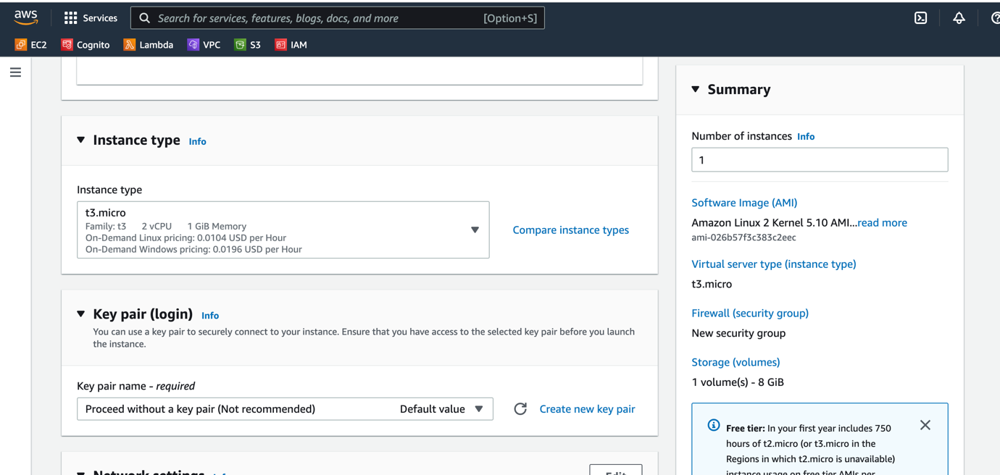 aws
Services
Search for services, features, blogs, docs, and more [Option+S]
EC2 Cognito Lambda VPC S3 IAM
Instance type Info
Instance type
t3.micro
Family: t3 2 vCPU 1 GiB Memory
On-Demand Linux pricing: 0.0104 USD per Hour
On-Demand Windows pricing: 0.0196 USD per Hour
Compare instance types
Key pair (login) Info
You can use a key pair to securely connect to your instance. Ensure that you have access to the selected key pair before you launch
the instance.
Key pair name - required
Proceed without a key pair (Not recommended) Default value
Create new key pair
Network settings Info
Edit
Summary
Number of instances Info
1
Software Image (AMI)
Amazon Linux 2 Kernel 5.10 AMI...read more
ami-026b57f3c383c2eec
Virtual server type (instance type)
t3.micro
Firewall (security group)
New security group
Storage (volumes)
1 volume(s) - 8 GiB
Free tier: In your first year includes 750
hours of t2.micro (or t3.micro in the
Regions in which t2.micro is unavailable)
instance usage on free tier AMIs per